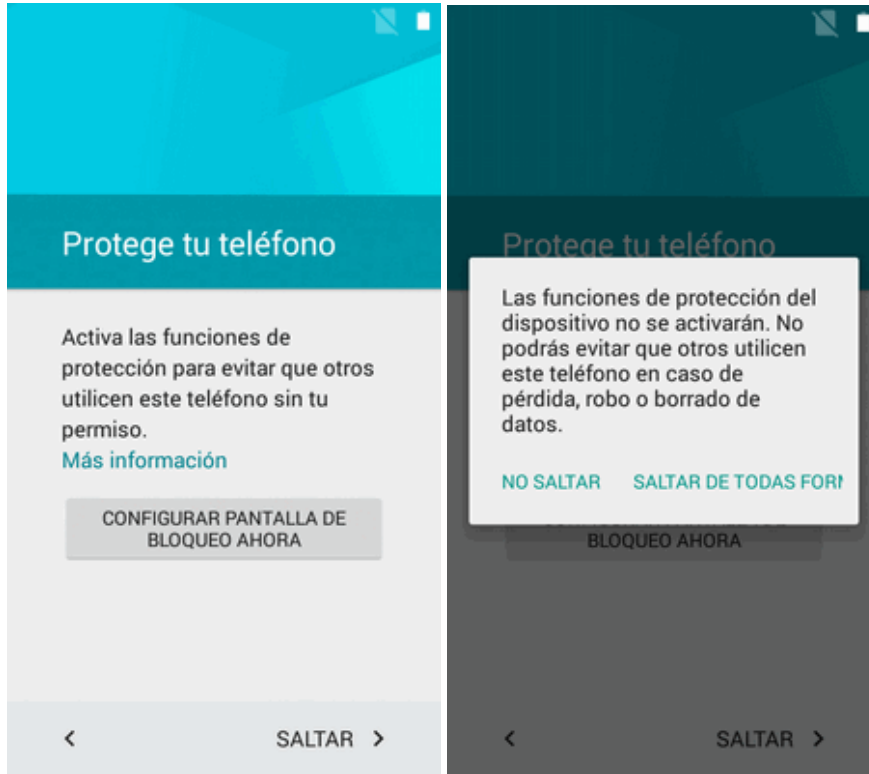 Protege tu teléfono
Activa las funciones de
protección para evitar que otros
utilicen este teléfono sin tu
permiso.
Más información
CONFIGURAR PANTALLA DE
BLOQUEO AHORA
SALTAR
Protege tu teléfono
Las funciones de protección del
dispositivo no se activarán. No
podrás evitar que otros utilicen
este teléfono en caso de
pérdida, robo o borrado de
datos.
NO SALTAR SALTAR DE TODAS FORM
BLOQUEO AHORA
SALTAR